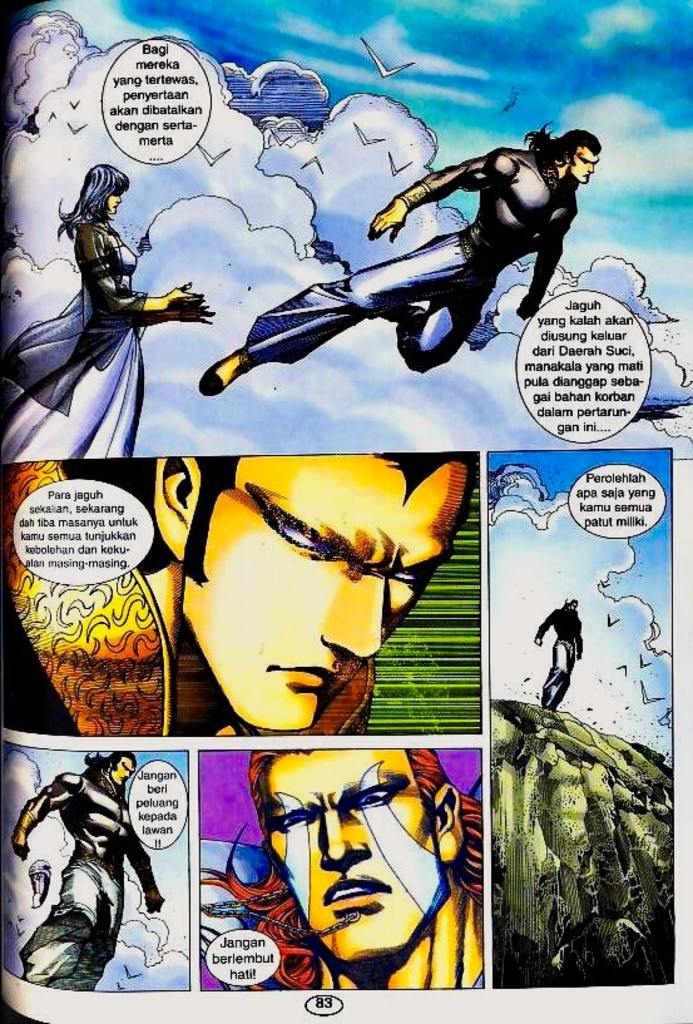 Bagi
mereka
yang tertewas,
penyertaan
akan dibatalkan
dengan serta-
merta
....
Jaguh
yang kalah akan
diusung keluar
dari Daerah Suci,
manakala yang mati
pula dianggap seba-
gai bahan korban
dalam pertarun-
gan ini....
Para jaguh
sekalian, sekarang
dah tiba masanya untuk
kamu semua tunjukkan
kebolehan dan keku-
atan masing-masing.
Perolehlah
apa saja yang
kamu semua
patut miliki.
Jangan
beri
peluang
kepada
lawan
!!
Jangan
berlembut
hati!
83